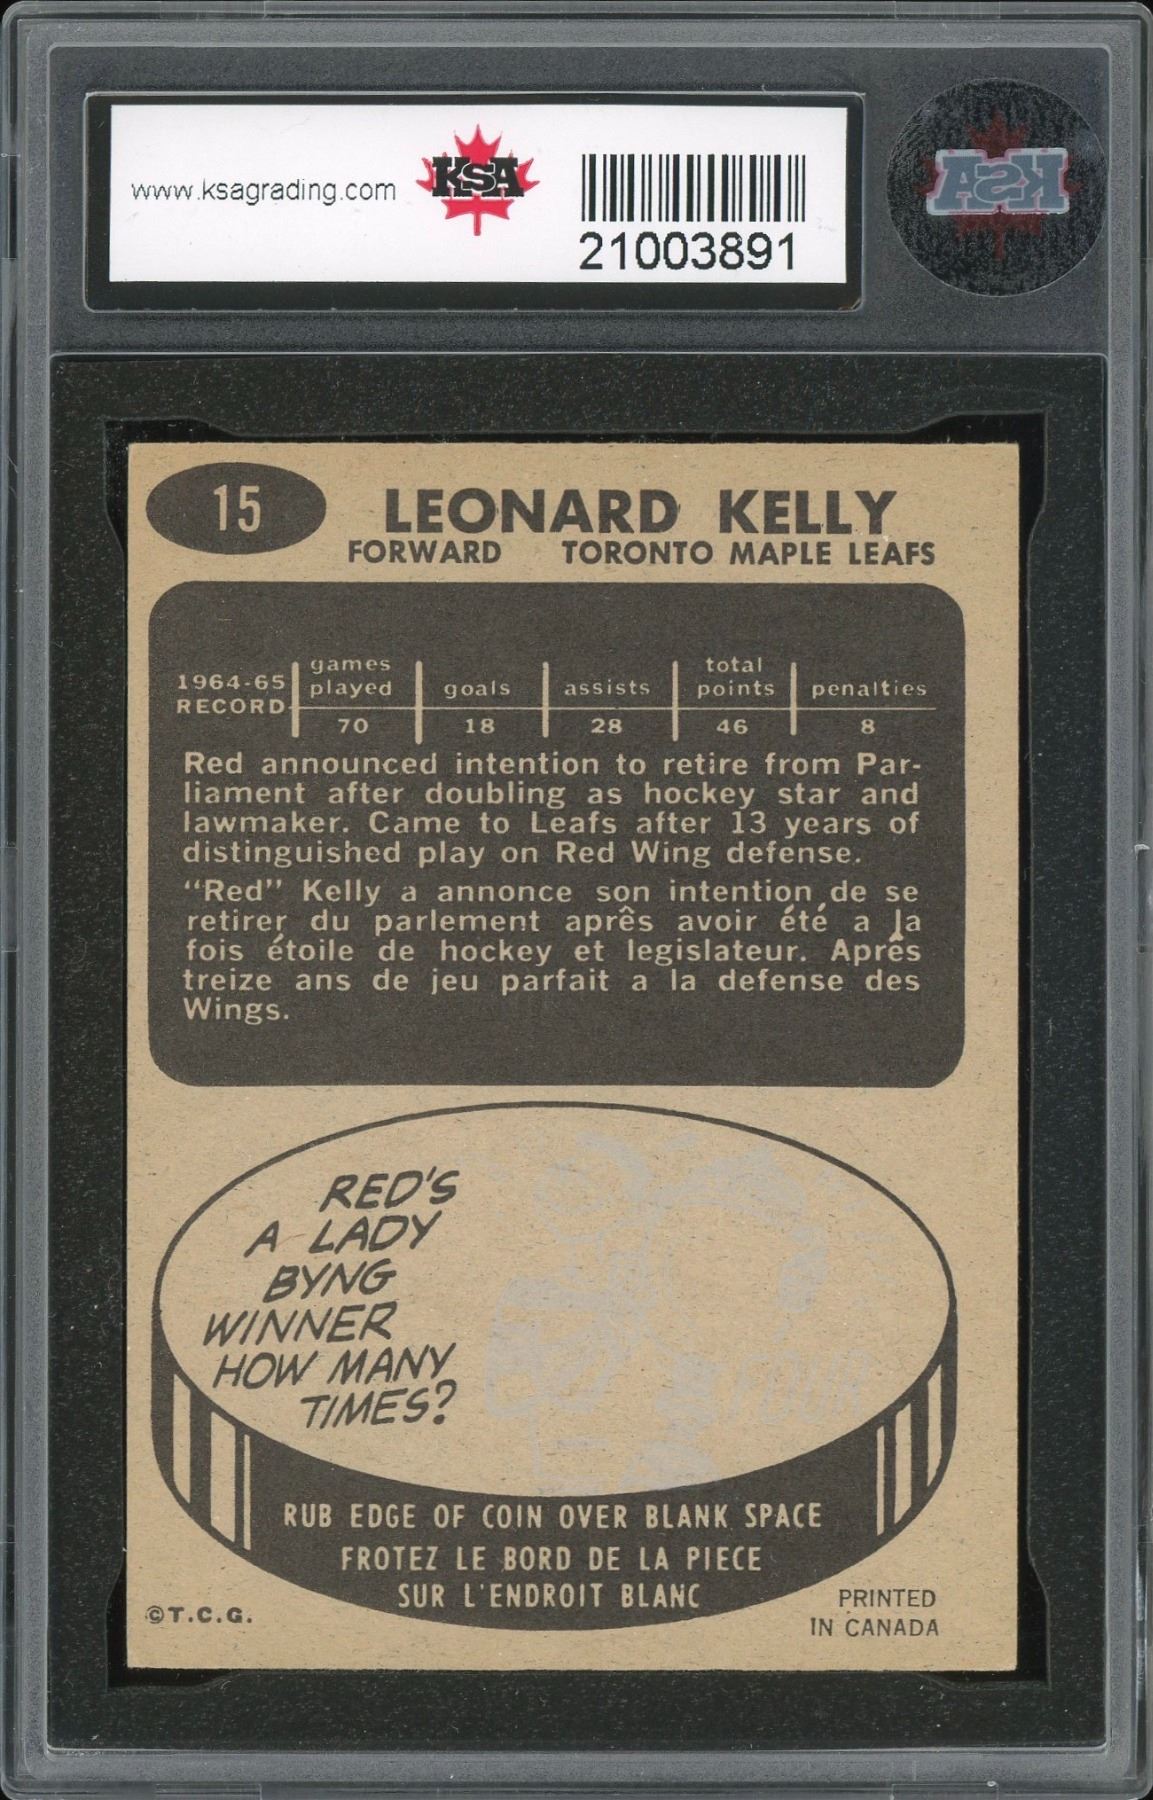 www.ksagrading.com
KSA
21003891
KSA
15
LEONARD KELLY
FORWARD TORONTO MAPLE LEAFS
1964-65 RECORD
games played goals assists total points penalties
70 18 28 46 8
Red announced intention to retire from Par-
liament after doubling as hockey star and
lawmaker. Came to Leafs after 13 years of
distinguished play on Red Wing defense.
"Red" Kelly a annonce son intention de se
retirer du parlement après avoir été a la
fois étoile de hockey et legislateur. Après
treize ans de jeu parfait a la defense des
Wings.
RED'S
A LADY
BYNG
WINNER
HOW MANY
TIMES?
FOUR
RUB EDGE OF COIN OVER BLANK SPACE
FROTEZ LE BORD DE LA PIECE
SUR L'ENDROIT BLANC
©T.C.G.
PRINTED
IN CANADA